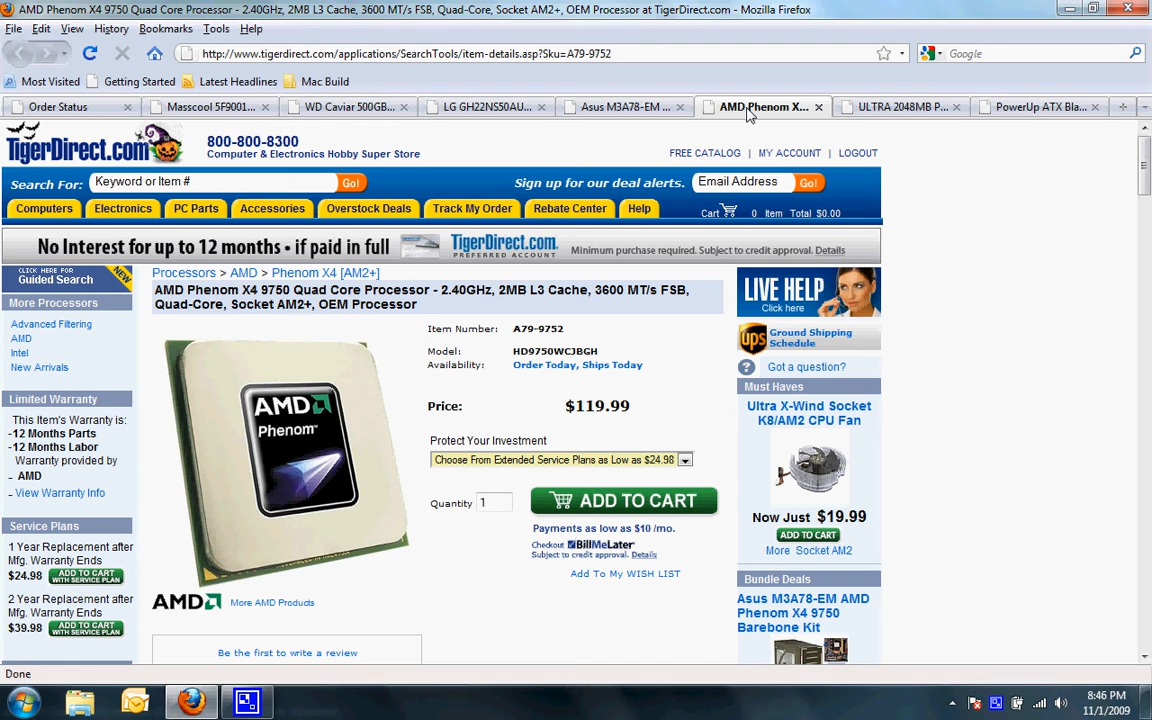 AMD Phenom X4 9750 Quad Core Processor - 2.40GHz, 2MB L3 Cache, 3600 MT/s FSB, Quad-Core, Socket AM2+, OEM Processor at TigerDirect.com - Mozilla Firefox
File Edit View History Bookmarks Tools Help
http://www.tigerdirect.com/applications/SearchTools/item-details.asp?Sku=A79-9752
Google
Most Visited Getting Started Latest Headlines Mac Build
Order Status Masscool 5F9001... WD Caviar 500GB... LG GH22NS50AU... Asus M3A78-EM ... AMD Phenom X... ULTRA 2048MB P... PowerUp ATX Bla...
TigerDirect.com
800-800-8300
Computer & Electronics Hobby Super Store
FREE CATALOG | MY ACCOUNT | LOGOUT
Search For: Keyword or Item # Go! Sign up for our deal alerts. Email Address Go!
Computers Electronics PC Parts Accessories Overstock Deals Track My Order Rebate Center Help Cart 0 Item Total $0.00
No Interest for up to 12 months • if paid in full TigerDirect.com PREFERRED ACCOUNT Minimum purchase required. Subject to credit approval. Details
CLICK HERE FOR
Guided Search
NEW
More Processors
Advanced Filtering
AMD
Intel
New Arrivals
Limited Warranty
This Item's Warranty is:
-12 Months Parts
-12 Months Labor
Warranty provided by
- AMD
- View Warranty Info
Service Plans
1 Year Replacement after
Mfg. Warranty Ends
$24.98 ADD TO CART WITH SERVICE PLAN
2 Year Replacement after
Mfg. Warranty Ends
$39.98 ADD TO CART WITH SERVICE PLAN
Processors > AMD > Phenom X4 [AM2+]
AMD Phenom X4 9750 Quad Core Processor - 2.40GHz, 2MB L3 Cache, 3600 MT/s FSB,
Quad-Core, Socket AM2+, OEM Processor
AMD
Phenom™
Item Number: A79-9752
Model: HD9750WCJBGH
Availability: Order Today, Ships Today
Price: $119.99
Protect Your Investment
Choose From Extended Service Plans as Low as $24.98
Quantity 1 ADD TO CART
Payments as low as $10 /mo.
Checkout BillMeLater
Subject to credit approval. Details
Add To My WISH LIST
AMD More AMD Products
Be the first to write a review
LIVE HELP
Click here
ups Ground Shipping
Schedule
? Got a question?
Must Haves
Ultra X-Wind Socket
K8/AM2 CPU Fan
Now Just $19.99
ADD TO CART
More Socket AM2
Bundle Deals
Asus M3A78-EM AMD
Phenom X4 9750
Barebone Kit
Done
8:46 PM
11/1/2009